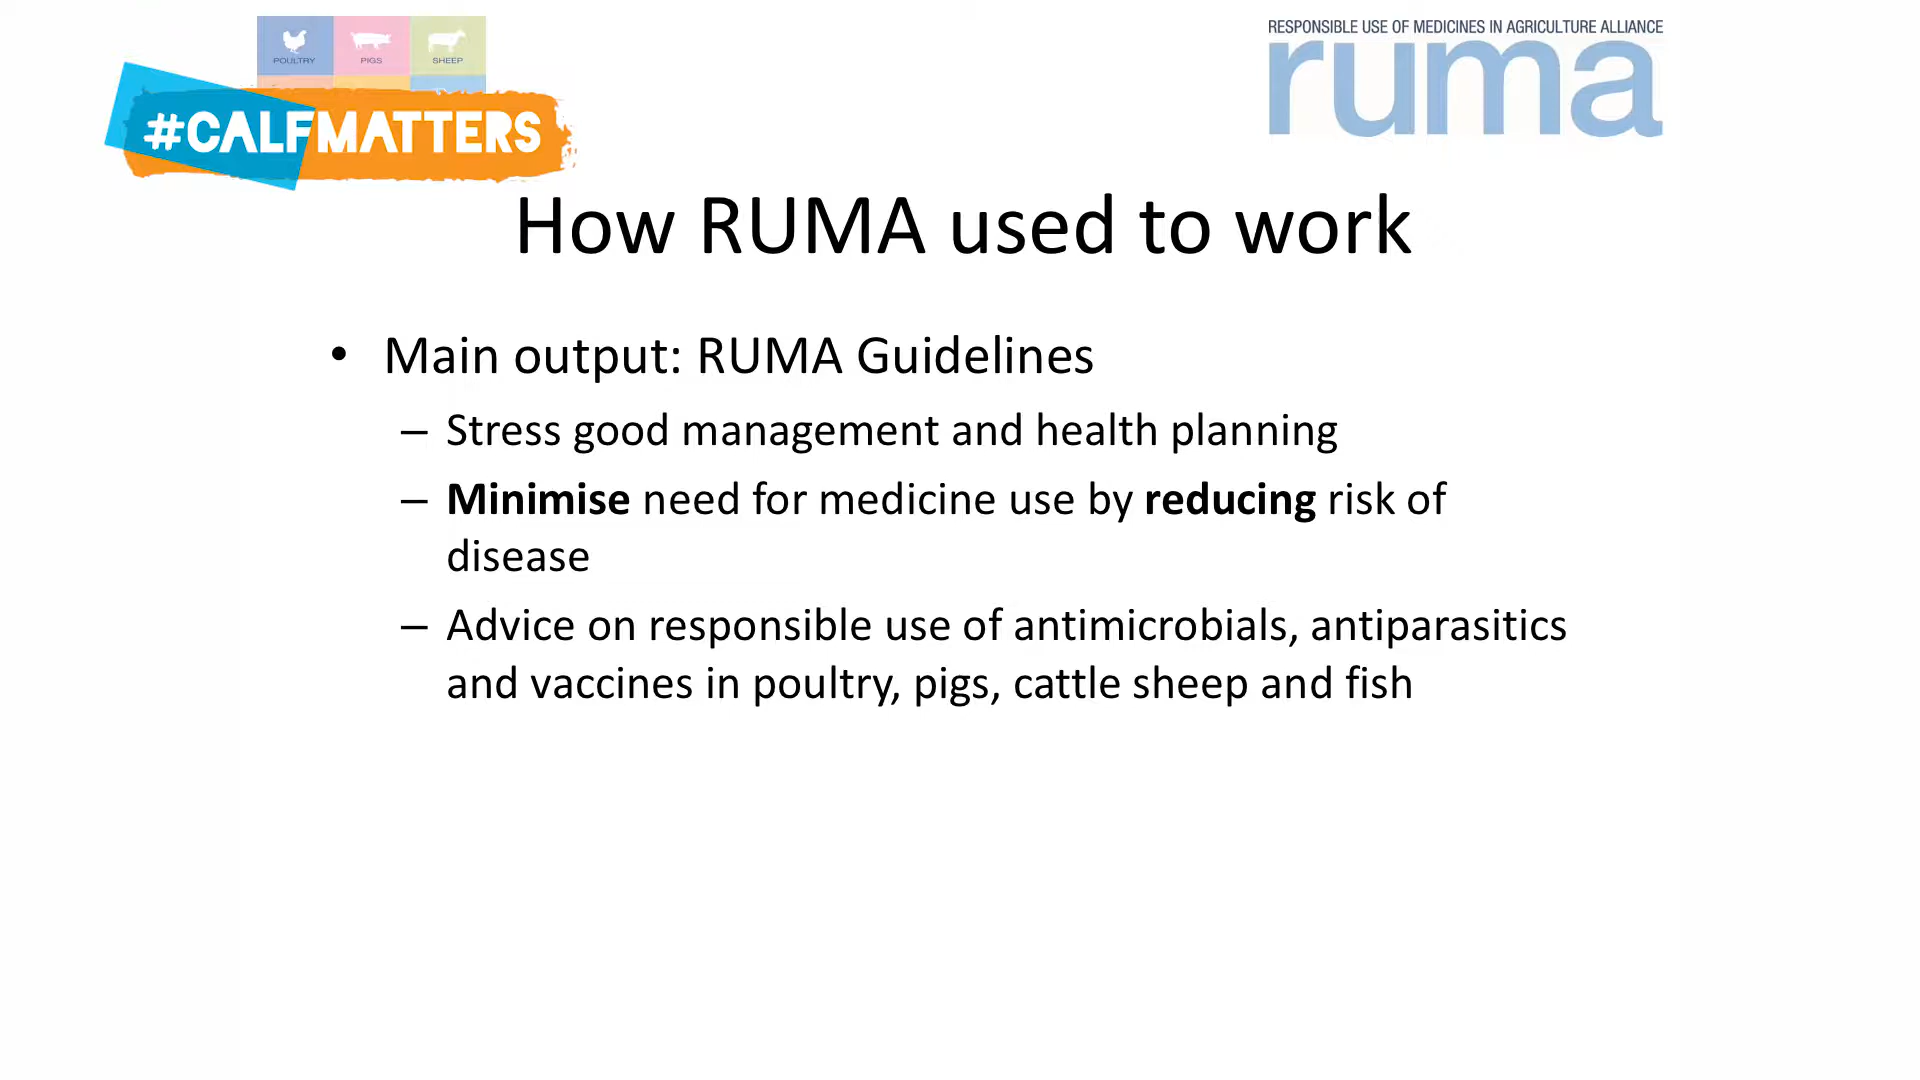 POULTRY PIGS SHEEP
#CALFMATTERS
RESPONSIBLE USE OF MEDICINES IN AGRICULTURE ALLIANCE
ruma
How RUMA used to work
• Main output: RUMA Guidelines
– Stress good management and health planning
– Minimise need for medicine use by reducing risk of
disease
– Advice on responsible use of antimicrobials, antiparasitics
and vaccines in poultry, pigs, cattle sheep and fish